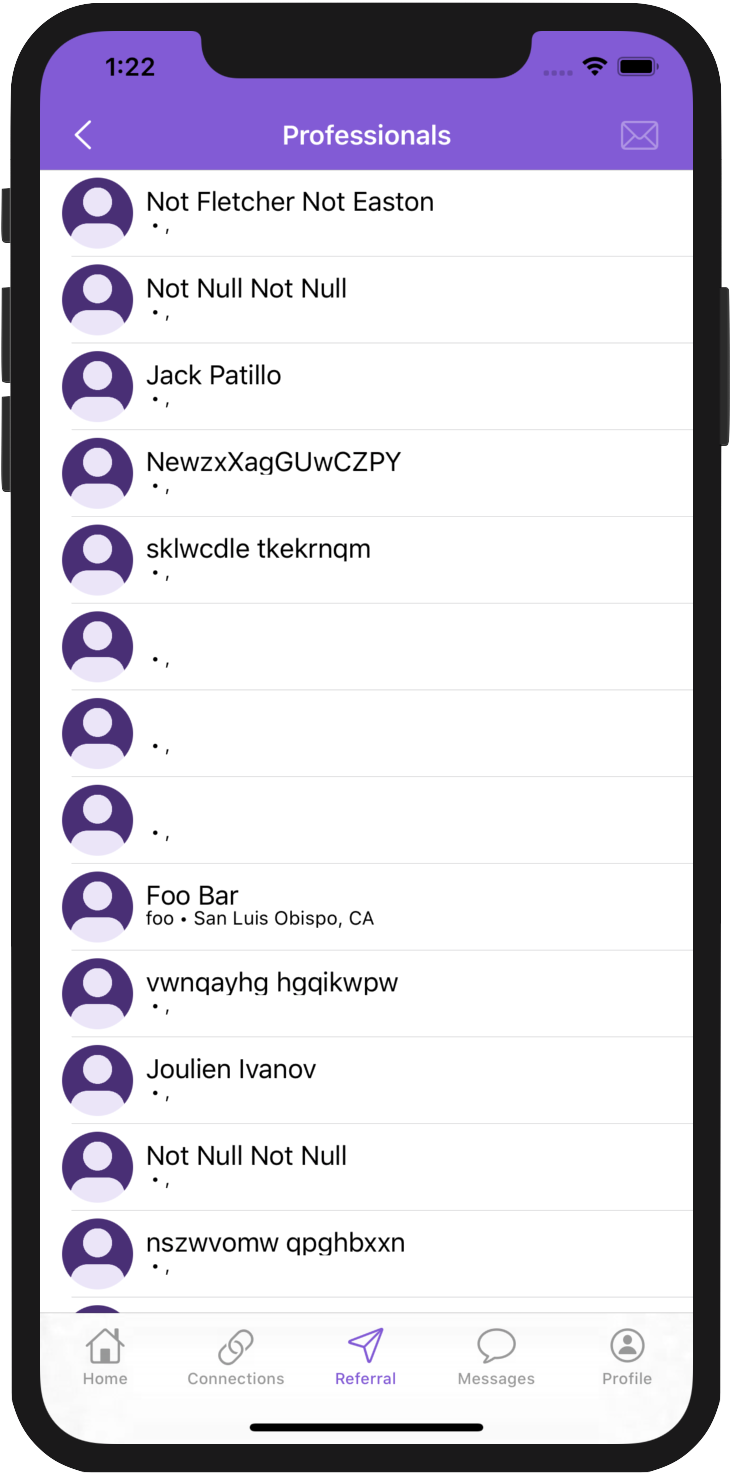 1:22
Professionals
Not Fletcher Not Easton
• ,
Not Null Not Null
• ,
Jack Patillo
• ,
NewzxXagGUwCZPY
• ,
sklwcdle tkekrnqm
• ,
• ,
• ,
• ,
Foo Bar
foo • San Luis Obispo, CA
vwnqayhg hgqikwpw
• ,
Joulien Ivanov
• ,
Not Null Not Null
• ,
nszwvomw qpghbxxn
• ,
Home Connections Referral Messages Profile